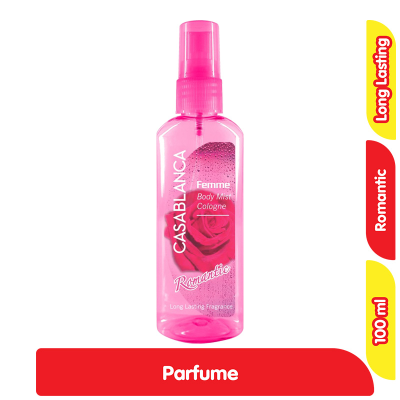 CASABLANCA
Femme
Body Mist
Cologne
Romantic
Long Lasting Fragrance
Long Lasting
Romantic
100 ml
Parfume